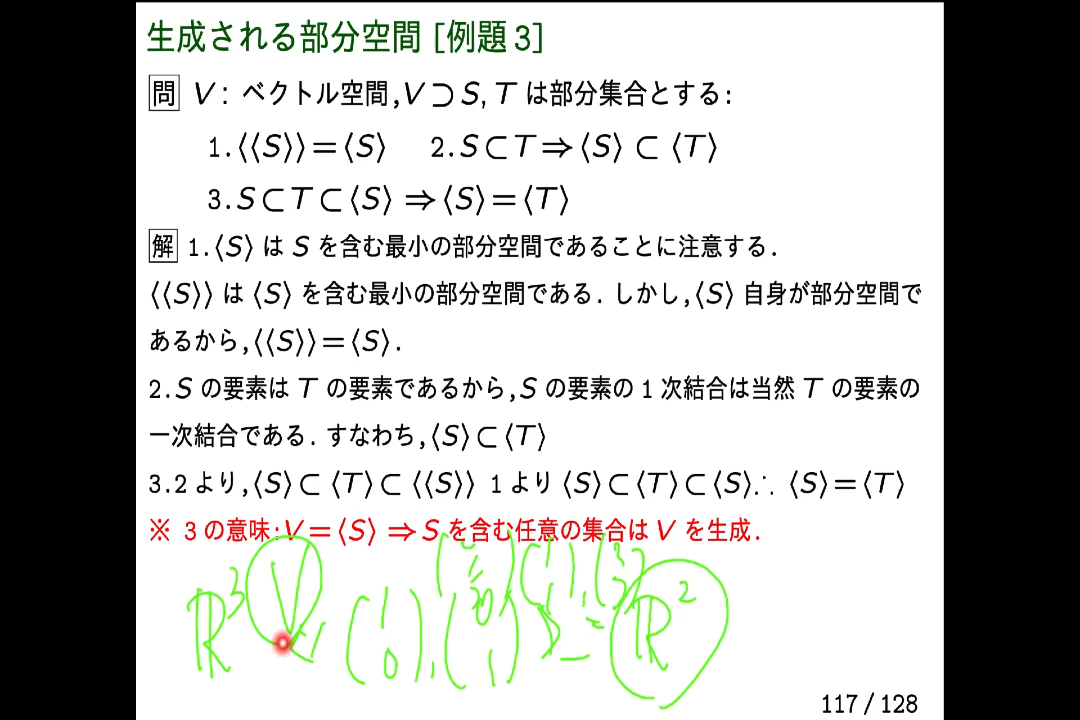 生成される部分空間 [例題 3]
問 V : ベクトル空間,V⊃S,T は部分集合とする:
1.⟨⟨S⟩⟩=⟨S⟩ 2.S⊂T⇒⟨S⟩⊂⟨T⟩
3.S⊂T⊂⟨S⟩⇒⟨S⟩=⟨T⟩
解 1.⟨S⟩ は S を含む最小の部分空間であることに注意する.
⟨⟨S⟩⟩ は ⟨S⟩ を含む最小の部分空間である. しかし,⟨S⟩ 自身が部分空間で
あるから,⟨⟨S⟩⟩=⟨S⟩.
2.S の要素は T の要素であるから,S の要素の 1 次結合は当然 T の要素の
一次結合である. すなわち,⟨S⟩⊂⟨T⟩
3.2 より,⟨S⟩⊂⟨T⟩⊂⟨⟨S⟩⟩ 1 より ⟨S⟩⊂⟨T⟩⊂⟨S⟩∴ ⟨S⟩=⟨T⟩
※ 3 の意味:V=⟨S⟩⇒S を含む任意の集合は V を生成.
R³ V (1 0), ( 1) = R²
117 / 128